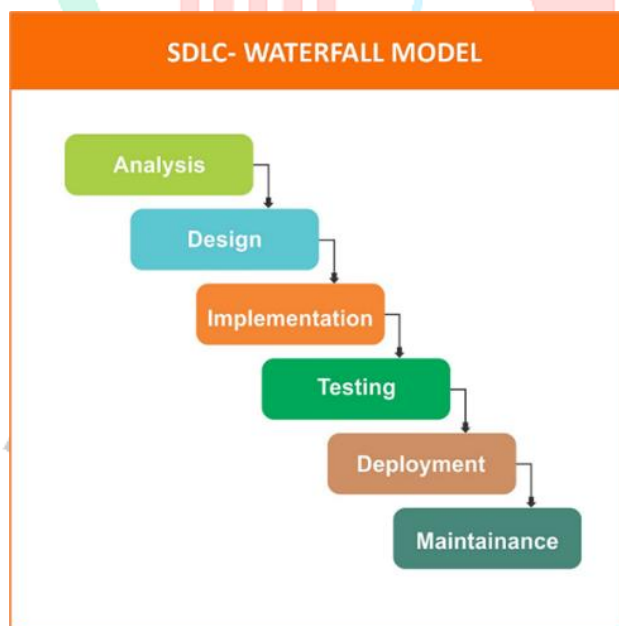 SDLC- WATERFALL MODEL
Analysis
Design
Implementation
Testing
Deployment
Maintainance